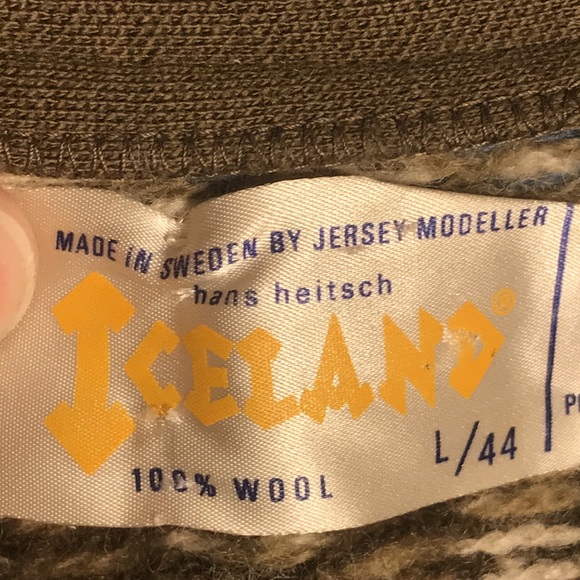 MADE iN SWEDEN BY JERSEY MODELLER
hans heitsch
ICELAND®
100% WOOL
L/44